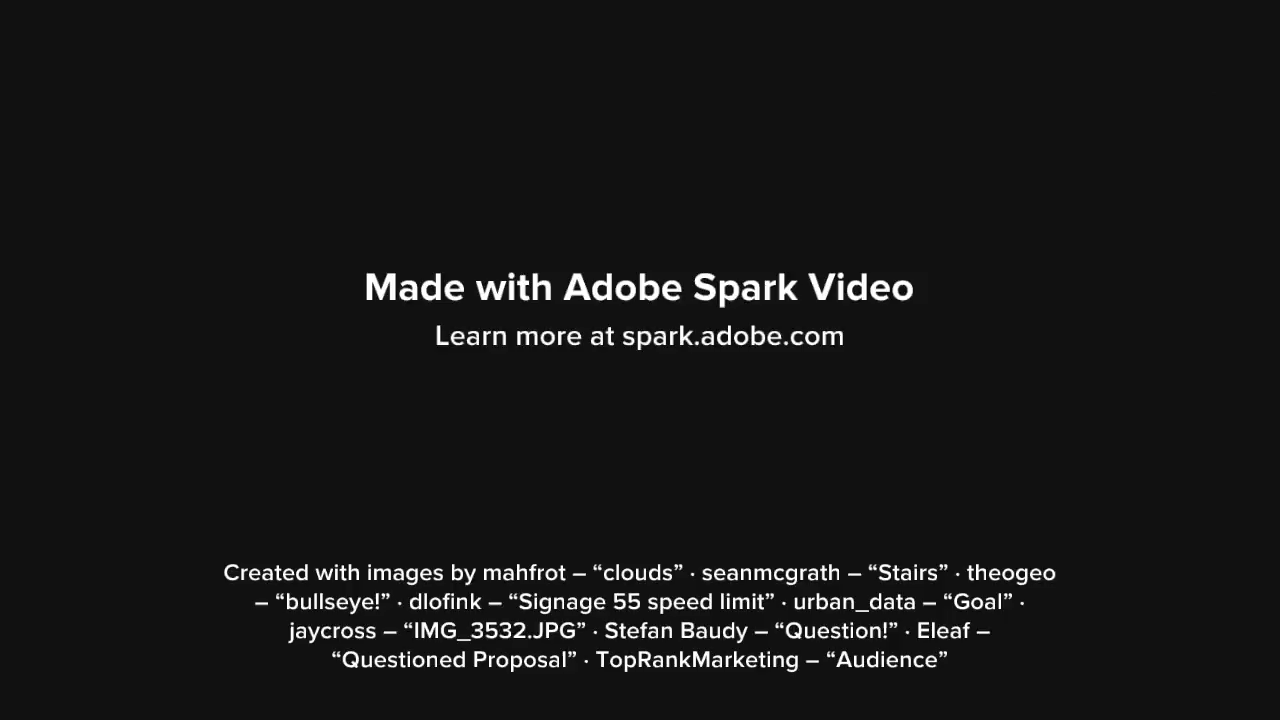 Made with Adobe Spark Video
Learn more at spark.adobe.com
Created with images by mahfrot – “clouds” · seanmcgrath – “Stairs” · theogeo
– “bullseye!” · dlofink – “Signage 55 speed limit” · urban_data – “Goal” ·
jaycross – “IMG_3532.JPG” · Stefan Baudy – “Question!” · Eleaf –
“Questioned Proposal” · TopRankMarketing – “Audience”